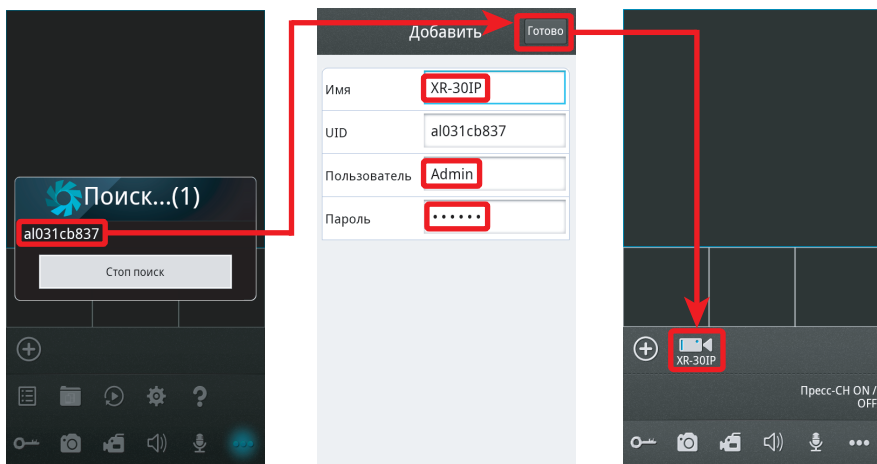 Поиск...(1)
al031cb837
Стоп поиск
Добавить
Готово
Имя
XR-30IP
UID
al031cb837
Пользователь
Admin
Пароль
••••••
XR-30IP
Пресс-CH ON /
OFF